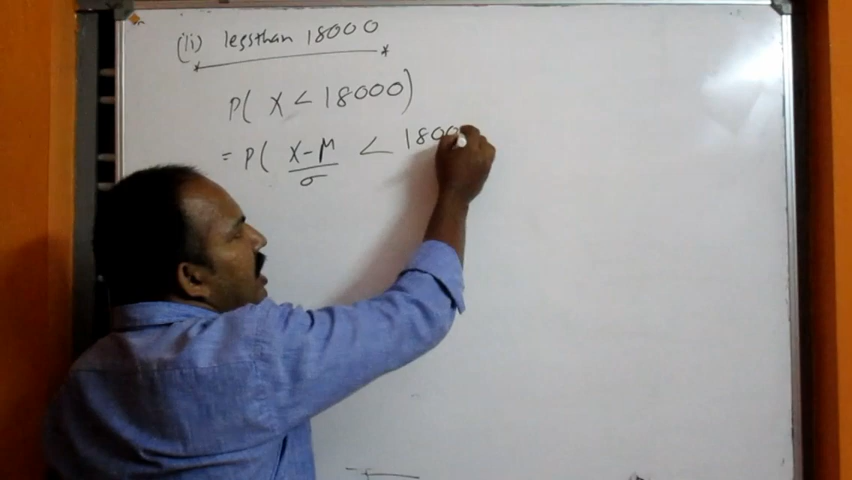 (ii) lessthan 18000
P( X < 18000)
= P( X-μ/σ < 1800